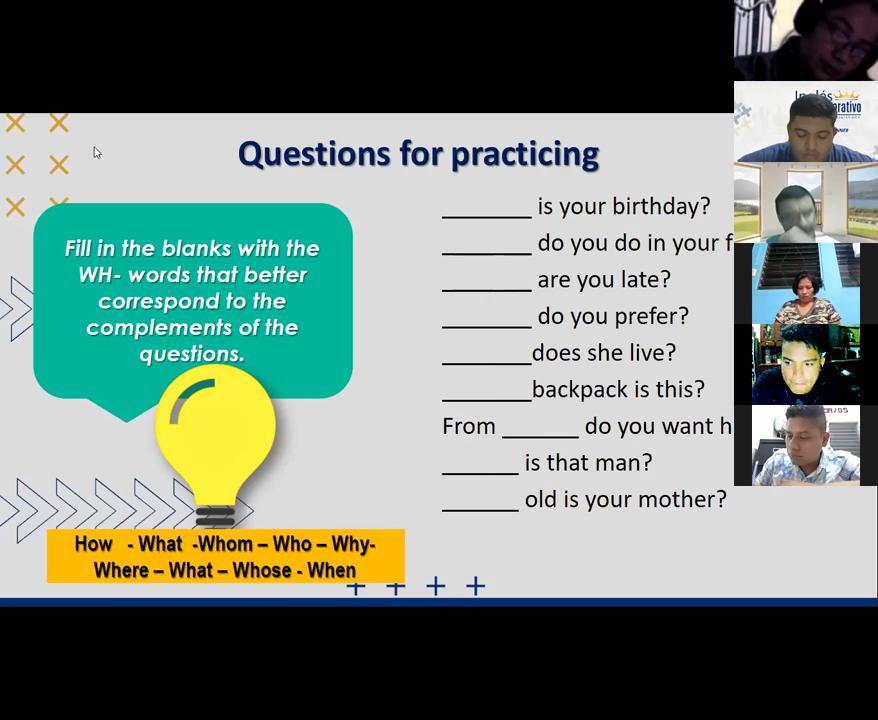 Questions for practicing
Fill in the blanks with the
WH- words that better
correspond to the
complements of the
questions.
How - What -Whom – Who – Why-
Where – What – Whose - When
_______ is your birthday?
_______ do you do in your f
_______ are you late?
_______ do you prefer?
_______does she live?
_______backpack is this?
From ______ do you want h
______ is that man?
______ old is your mother?